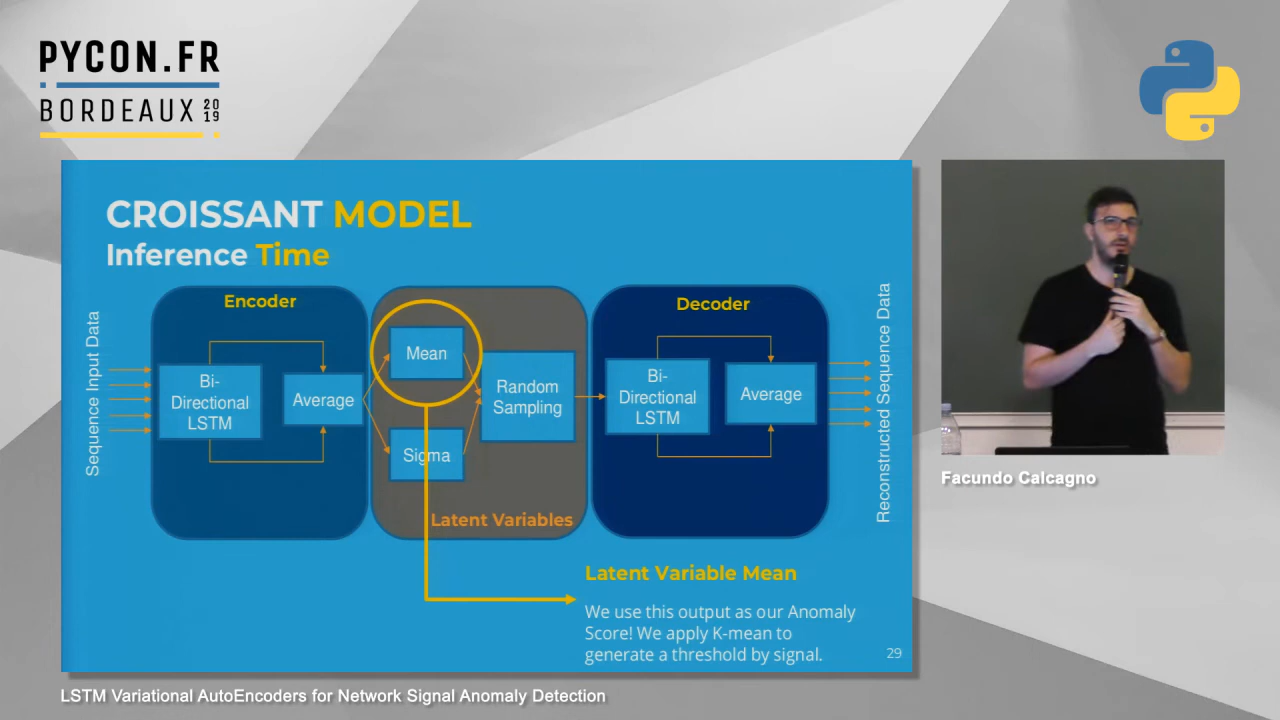 PYCON.FR
BORDEAUX 2019
CROISSANT MODEL
Inference Time
Sequence Input Data
Encoder
Bi-
Directional
LSTM
Average
Mean
Sigma
Random
Sampling
Latent Variables
Decoder
Bi-
Directional
LSTM
Average
Reconstructed Sequence Data
Latent Variable Mean
We use this output as our Anomaly
Score! We apply K-mean to
generate a threshold by signal.
29
Facundo Calcagno
LSTM Variational AutoEncoders for Network Signal Anomaly Detection